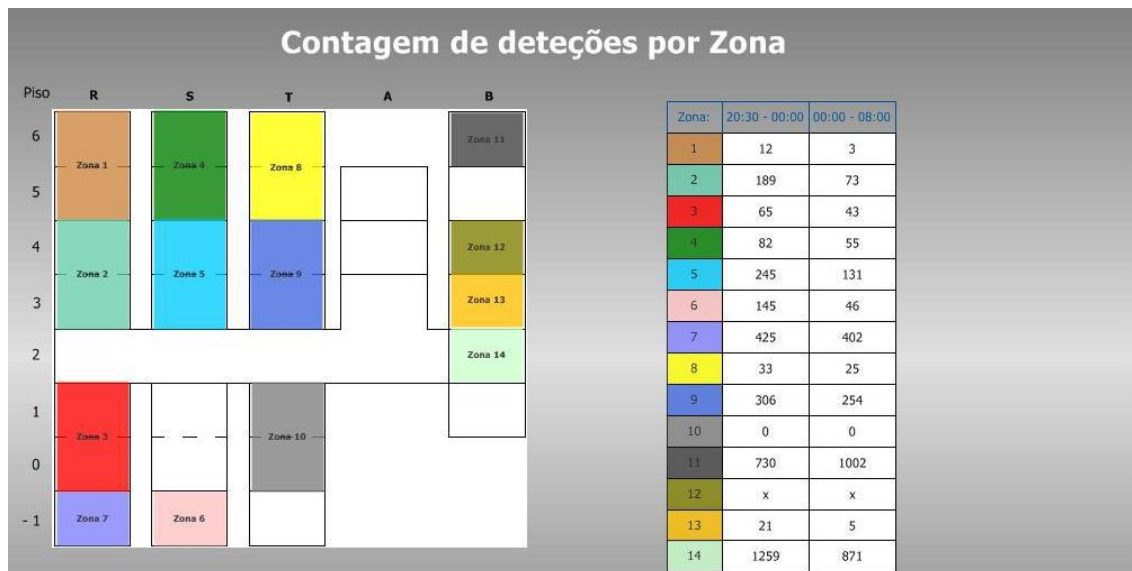 Contagem de deteções por Zona
Piso R S T A B
6
5
4
3
2
1
0
- 1
Zona 1 Zona 4 Zona 8 Zona 11
Zona 2 Zona 5 Zona 9 Zona 12
Zona 13
Zona 14
Zona 3 Zona 10
Zona 7 Zona 6
Zona: 20:30 - 00:00 00:00 - 08:00
1 12 3
2 189 73
3 65 43
4 82 55
5 245 131
6 145 46
7 425 402
8 33 25
9 306 254
10 0 0
11 730 1002
12 x x
13 21 5
14 1259 871